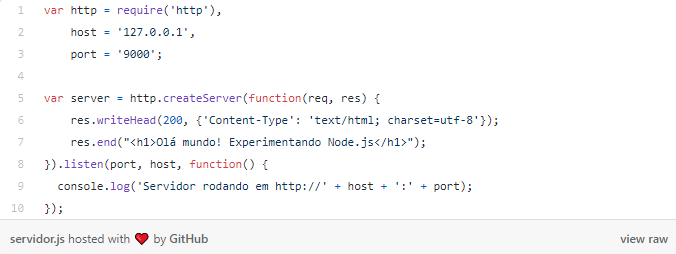 1 var http = require('http'),
2 host = '127.0.0.1',
3 port = '9000';
4
5 var server = http.createServer(function(req, res) {
6 res.writeHead(200, {'Content-Type': 'text/html; charset=utf-8'});
7 res.end("<h1>Olá mundo! Experimentando Node.js</h1>");
8 }).listen(port, host, function() {
9 console.log('Servidor rodando em http://' + host + ':' + port);
10 });
servidor.js hosted with ❤ by GitHub view raw